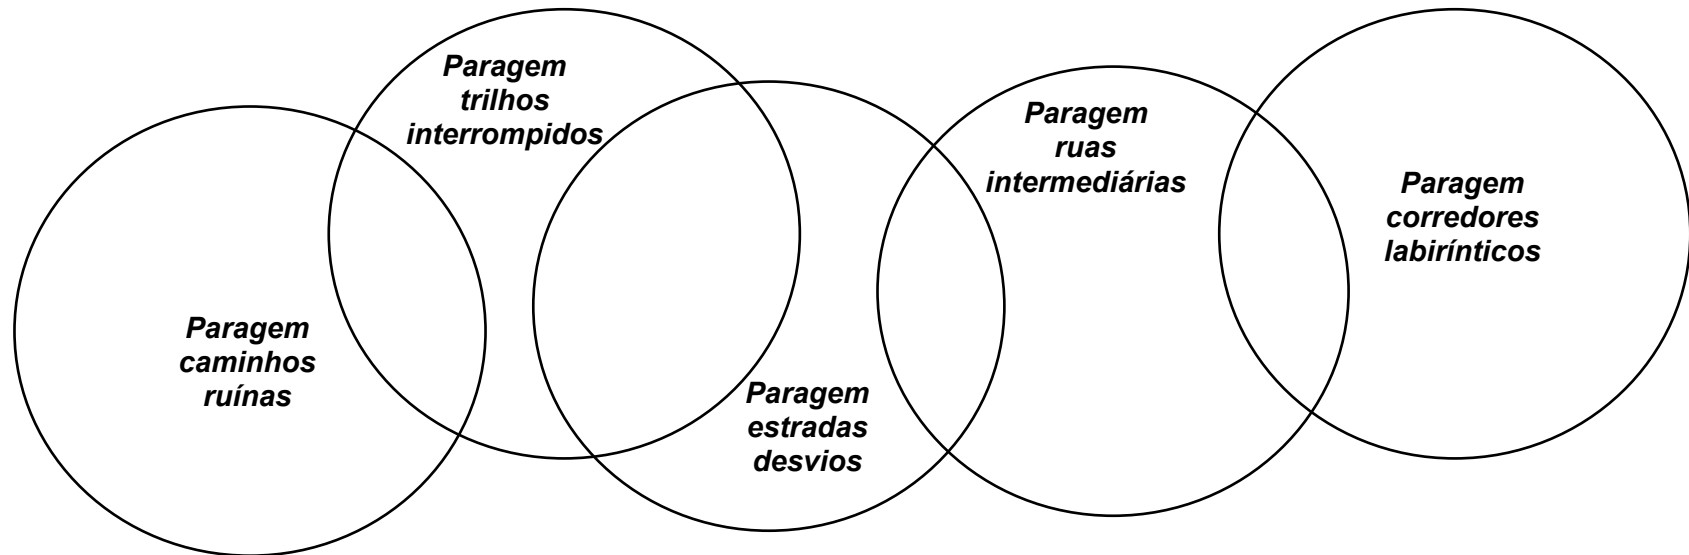 Paragem
trilhos
interrompidos
Paragem
ruas
intermediárias
Paragem
corredores
labirínticos
Paragem
caminhos
ruínas
Paragem
estradas
desvios